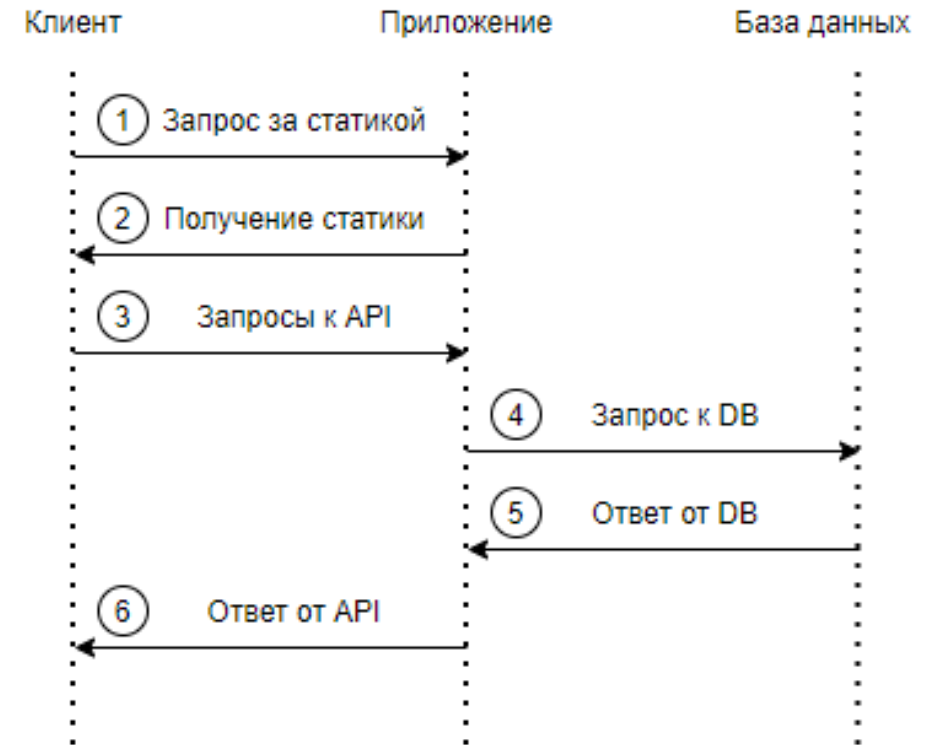 Клиент Приложение База данных
1 Запрос за статикой
2 Получение статики
3 Запросы к API
4 Запрос к DB
5 Ответ от DB
6 Ответ от API